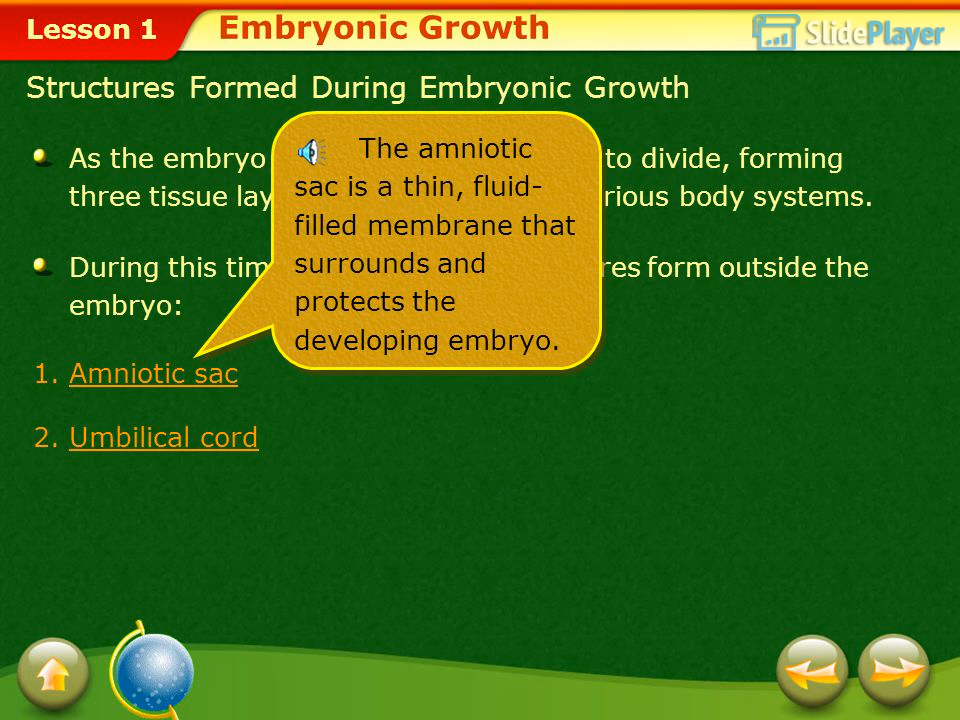 Lesson 1
Embryonic Growth
SlidePlayer
Structures Formed During Embryonic Growth
As the embryo to divide, forming
three tissue rious body systems.
During this res form outside the
embryo:
The amniotic
sac is a thin, fluid-
filled membrane that
surrounds and
protects the
developing embryo.
1. Amniotic sac
2. Umbilical cord